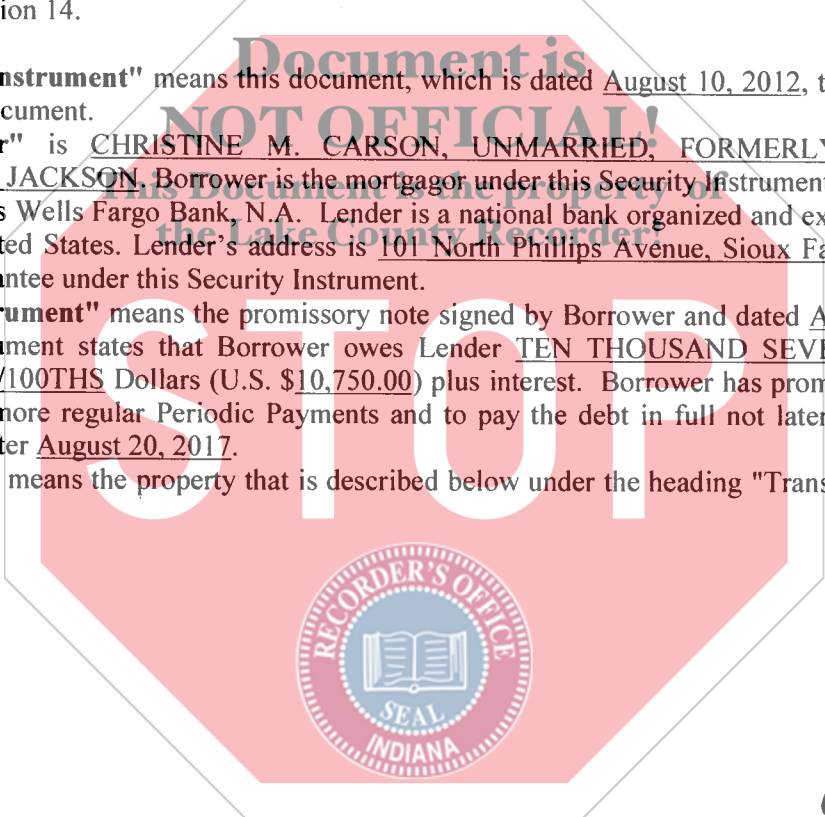 ion 14.
Document is
nstrument" means this document, which is dated August 10, 2012, t
cument.
NOT OFFICIAL!
r" is CHRISTINE M. CARSON, UNMARRIED, FORMERLY
JACKSON. Borrower is the mortgagor under this Security Instrument
This Document is the property of
s Wells Fargo Bank, N.A. Lender is a national bank organized and ex
the Lake County Recorder!
ted States. Lender's address is 101 North Phillips Avenue, Sioux Fa
ntee under this Security Instrument.
rument" means the promissory note signed by Borrower and dated A
ument states that Borrower owes Lender TEN THOUSAND SEVE
/100THS Dollars (U.S. $10,750.00) plus interest. Borrower has prom
more regular Periodic Payments and to pay the debt in full not later
ter August 20, 2017.
means the property that is described below under the heading "Trans
STOP
RECORDER'S OFFICE
SEAL
INDIANA